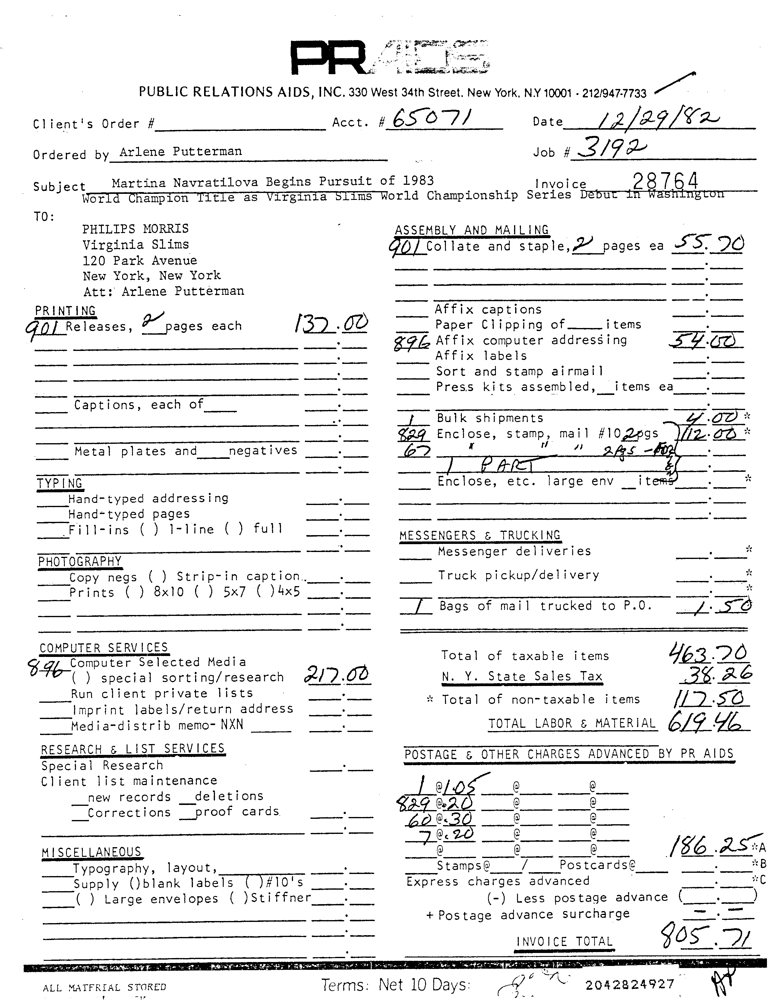 PR AIDS
PUBLIC RELATIONS AIDS, INC. 330 West 34th Street, New York, N.Y 10001 - 212/947-7733
Client's Order # Acct. # 65071 Date 12/29/82
Ordered by Arlene Putterman Job # 3192
Subject Martina Navratilova Begins Pursuit of 1983 Invoice 28764
World Champion Title as Virginia Slims World Championship Series Debut in Washington
TO:
PHILIPS MORRIS
Virginia Slims
120 Park Avenue
New York, New York
Att: Arlene Putterman
PRINTING
901 Releases, 2 pages each 137.00
Captions, each of
Metal plates and negatives
TYPING
Hand-typed addressing
Hand-typed pages
Fill-ins ( ) 1-line ( ) full
PHOTOGRAPHY
Copy negs ( ) Strip-in caption
Prints ( ) 8x10 ( ) 5x7 ( )4x5
COMPUTER SERVICES
896 Computer Selected Media
( ) special sorting/research 217.00
Run client private lists
Imprint labels/return address
Media-distrib memo- NXN
RESEARCH & LIST SERVICES
Special Research
Client list maintenance
new records deletions
Corrections proof cards
MISCELLANEOUS
Typography, layout,
Supply ()blank labels ( )#10's
( ) Large envelopes ( )Stiffner
ASSEMBLY AND MAILING
901 Collate and staple, 2 pages ea 55.70
Affix captions
Paper Clipping of items
896 Affix computer addressing 54.00
Affix labels
Sort and stamp airmail
Press kits assembled, items ea
1 Bulk shipments 4.00 *
829 Enclose, stamp, mail #10 2pgs 112.00 *
67 " " " 2pgs -
1 PART
Enclose, etc. large env items *
MESSENGERS & TRUCKING
Messenger deliveries *
Truck pickup/delivery *
*
1 Bags of mail trucked to P.O. 1.50
Total of taxable items 463.70
N. Y. State Sales Tax 38.26
* Total of non-taxable items 117.50
TOTAL LABOR & MATERIAL 619.46
POSTAGE & OTHER CHARGES ADVANCED BY PR AIDS
1 @1.05 @ @
829 @.20 @ @
60 @.30 @ @
7 @.20 @ @
@ @ @ 186.25 *A
Stamps@ / Postcards@ *B
Express charges advanced *C
(-) Less postage advance ( . )
+ Postage advance surcharge - . -
INVOICE TOTAL 805.71
ALL MATERIAL STORED Terms: Net 10 Days: 2042824927